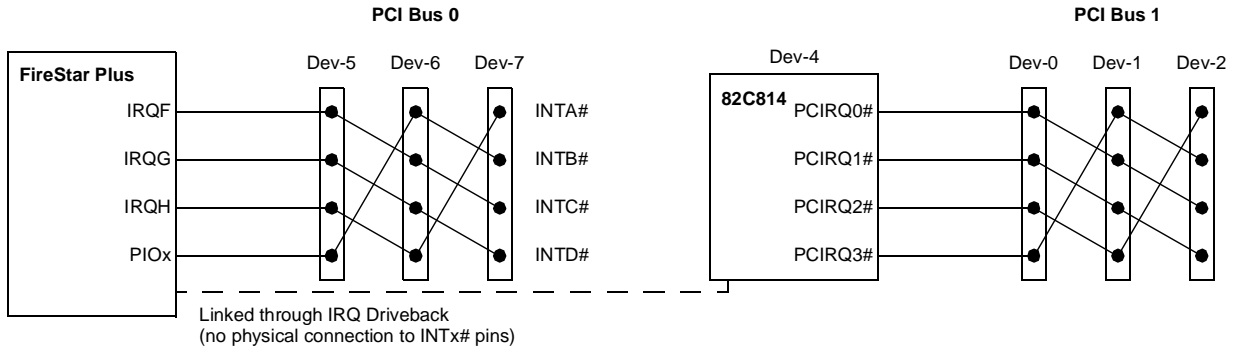 PCI Bus 0
PCI Bus 1
FireStar Plus
Dev-5 Dev-6 Dev-7
Dev-4
Dev-0 Dev-1 Dev-2
IRQF
IRQG
IRQH
PIOx
INTA#
INTB#
INTC#
INTD#
82C814
PCIRQ0#
PCIRQ1#
PCIRQ2#
PCIRQ3#
Linked through IRQ Driveback
(no physical connection to INTx# pins)